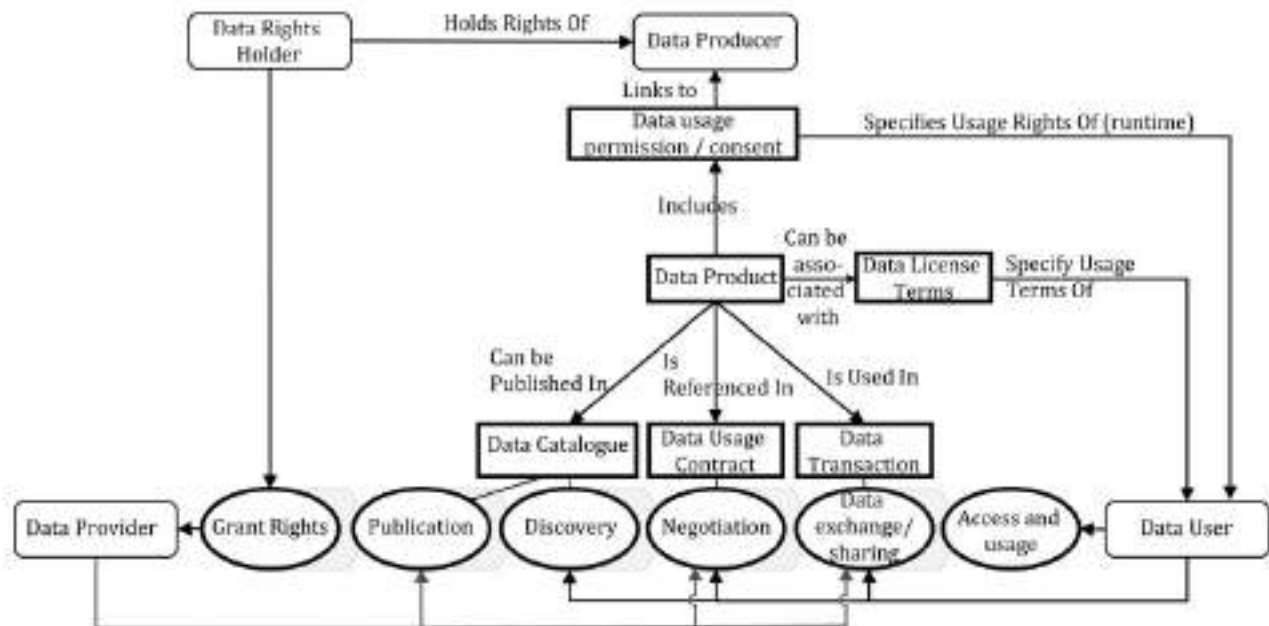 Data Rights
Holder
Holds Rights Of
Data Producer
Links to
Data usage
permission / consent
Specifies Usage Rights Of (runtime)
Includes
Data Product
Can be
asso-
ciated
with
Data License
Terms
Specify Usage
Terms Of
Can be
Published In
Is
Referenced In
Is Used In
Data Catalogue
Data Usage
Contract
Data
Transaction
Data Provider
Grant Rights
Publication
Discovery
Negotiation
Data
exchange/
sharing
Access and
usage
Data User